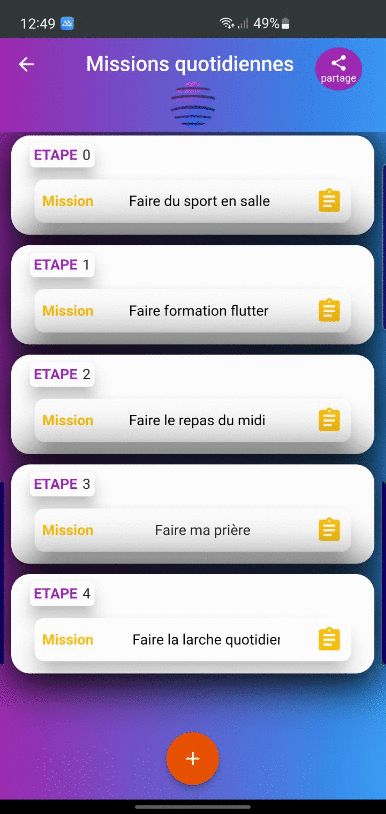 12:49 49%
Missions quotidiennes
partage
ETAPE 0
Mission Faire du sport en salle
ETAPE 1
Mission Faire formation flutter
ETAPE 2
Mission Faire le repas du midi
ETAPE 3
Mission Faire ma prière
ETAPE 4
Mission Faire la larche